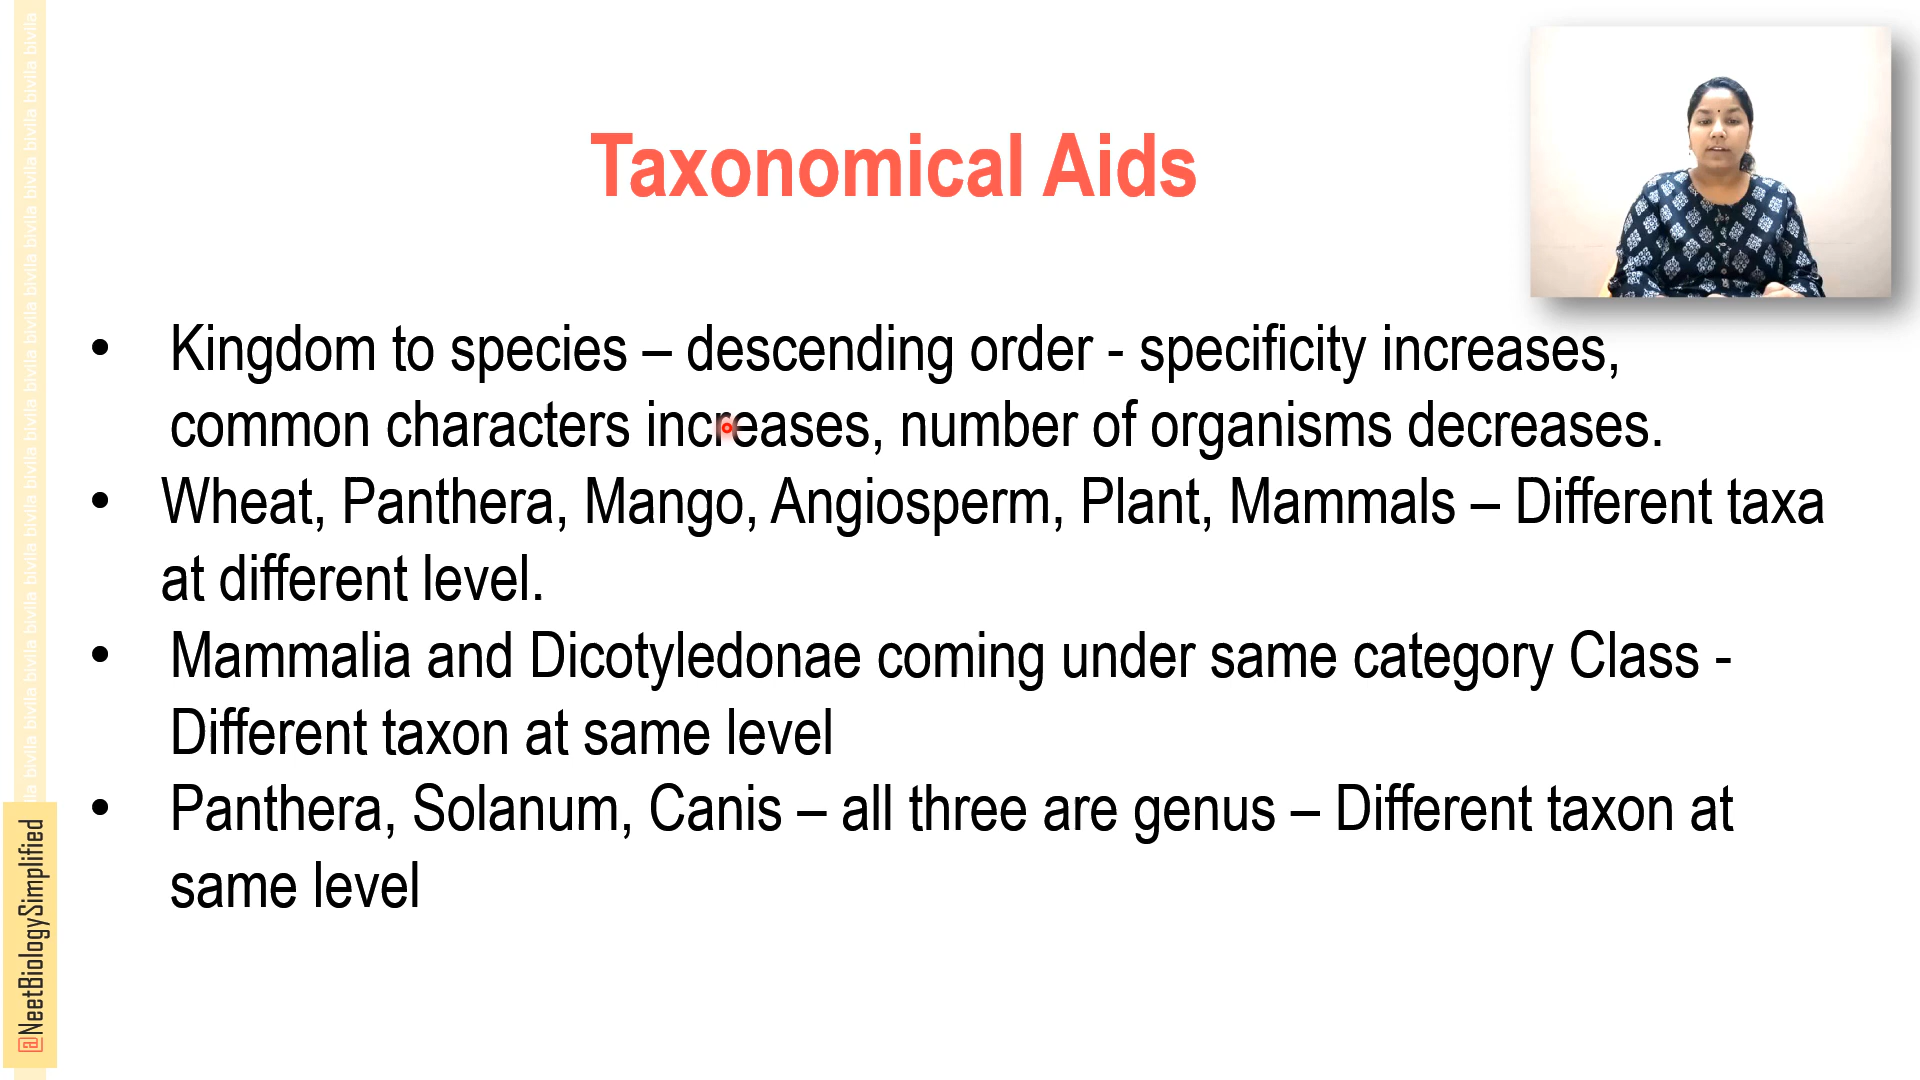 Taxonomical Aids
• Kingdom to species – descending order - specificity increases,
common characters increases, number of organisms decreases.
• Wheat, Panthera, Mango, Angiosperm, Plant, Mammals – Different taxa
at different level.
• Mammalia and Dicotyledonae coming under same category Class -
Different taxon at same level
• Panthera, Solanum, Canis – all three are genus – Different taxon at
same level
@NeetBiologySimplified